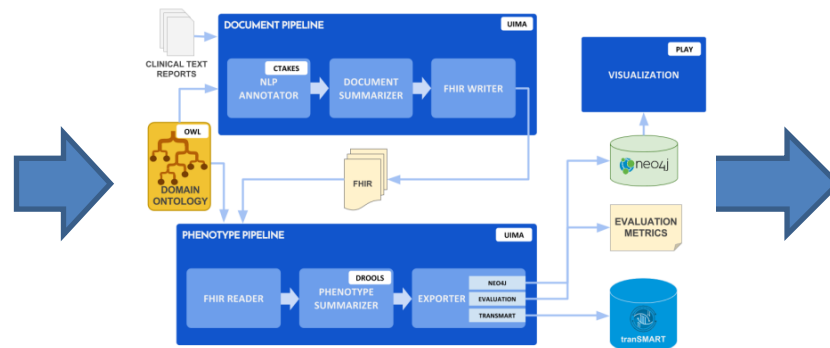 DOCUMENT PIPELINE
UIMA
CLINICAL TEXT
REPORTS
CTAKES
NLP
ANNOTATOR
DOCUMENT
SUMMARIZER
FHIR WRITER
PLAY
VISUALIZATION
OWL
DOMAIN
ONTOLOGY
FHIR
neo4j
EVALUATION
METRICS
PHENOTYPE PIPELINE
UIMA
FHIR READER
DROOLS
PHENOTYPE
SUMMARIZER
EXPORTER
NEO4J
EVALUATION
TRANSMART
tranSMART